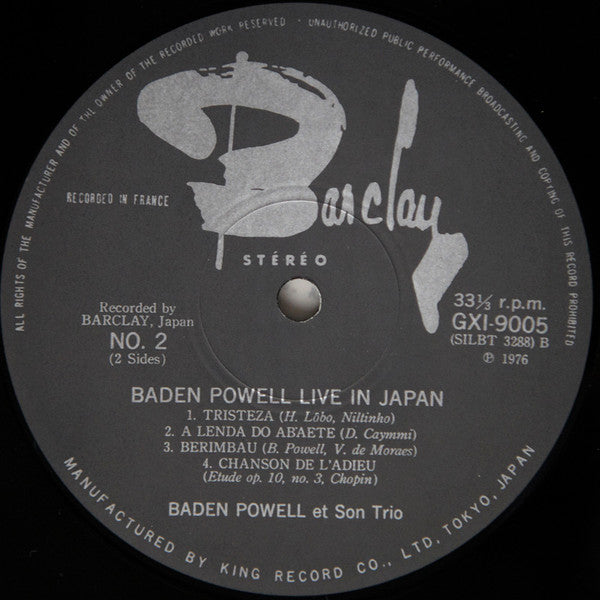 ALL RIGHTS OF THE MANUFACTURER AND OF THE OWNER OF THE RECORDED WORK RESERVED · UNAUTHORIZED PUBLIC PERFORMANCE BROADCASTING AND COPYING OF THIS RECORD PROHIBITED
Barclay
RECORDED IN FRANCE
STÉRÉO
Recorded by
BARCLAY, Japan
NO. 2
(2 Sides)
33⅓ r.p.m.
GXI-9005
(SILBT 3288) B
℗ 1976
BADEN POWELL LIVE IN JAPAN
1. TRISTEZA (H. Lôbo, Niltinho)
2. A LENDA DO ABAETE (D. Caymmi)
3. BERIMBAU (B. Powell, V. de Moraes)
4. CHANSON DE L'ADIEU
(Etude op. 10, no. 3, Chopin)
BADEN POWELL et Son Trio
MANUFACTURED BY KING RECORD CO., LTD, TOKYO, JAPAN